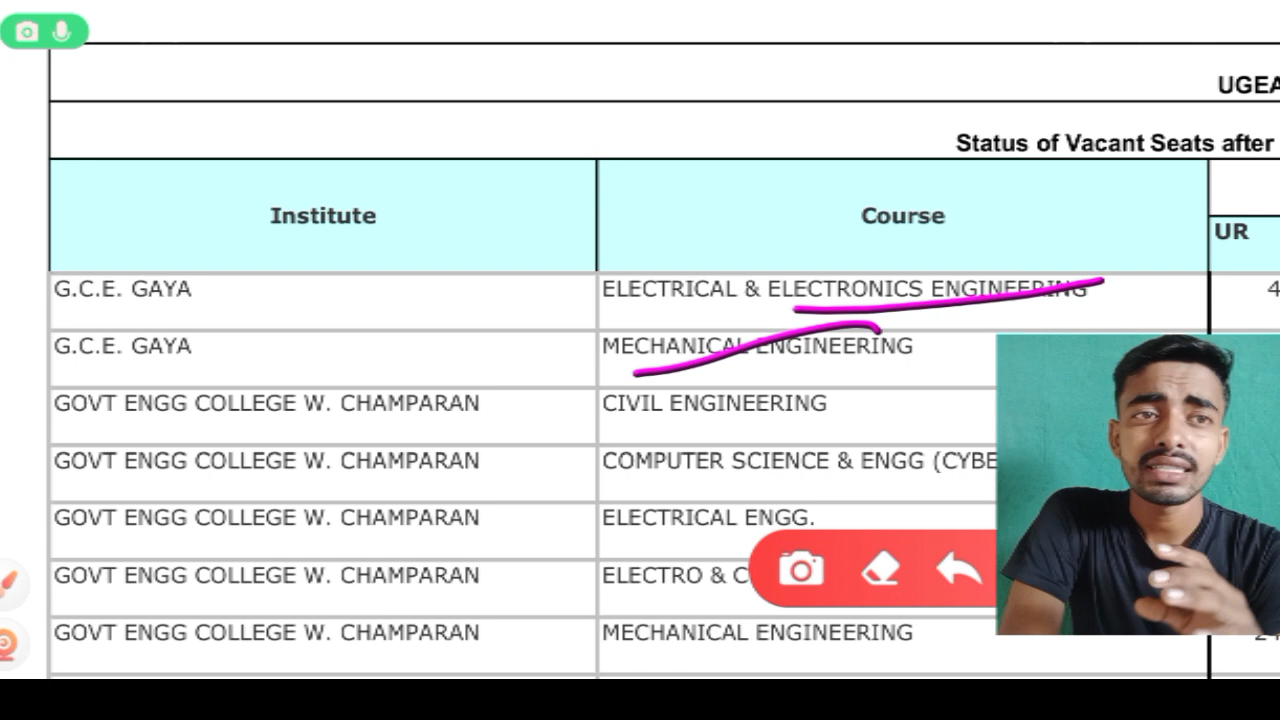 UGEA
Status of Vacant Seats after
Institute Course UR
G.C.E. GAYA ELECTRICAL & ELECTRONICS ENGINEERING 4
G.C.E. GAYA MECHANICAL ENGINEERING
GOVT ENGG COLLEGE W. CHAMPARAN CIVIL ENGINEERING
GOVT ENGG COLLEGE W. CHAMPARAN COMPUTER SCIENCE & ENGG (CYBE
GOVT ENGG COLLEGE W. CHAMPARAN ELECTRICAL ENGG.
GOVT ENGG COLLEGE W. CHAMPARAN ELECTRO & C
GOVT ENGG COLLEGE W. CHAMPARAN MECHANICAL ENGINEERING